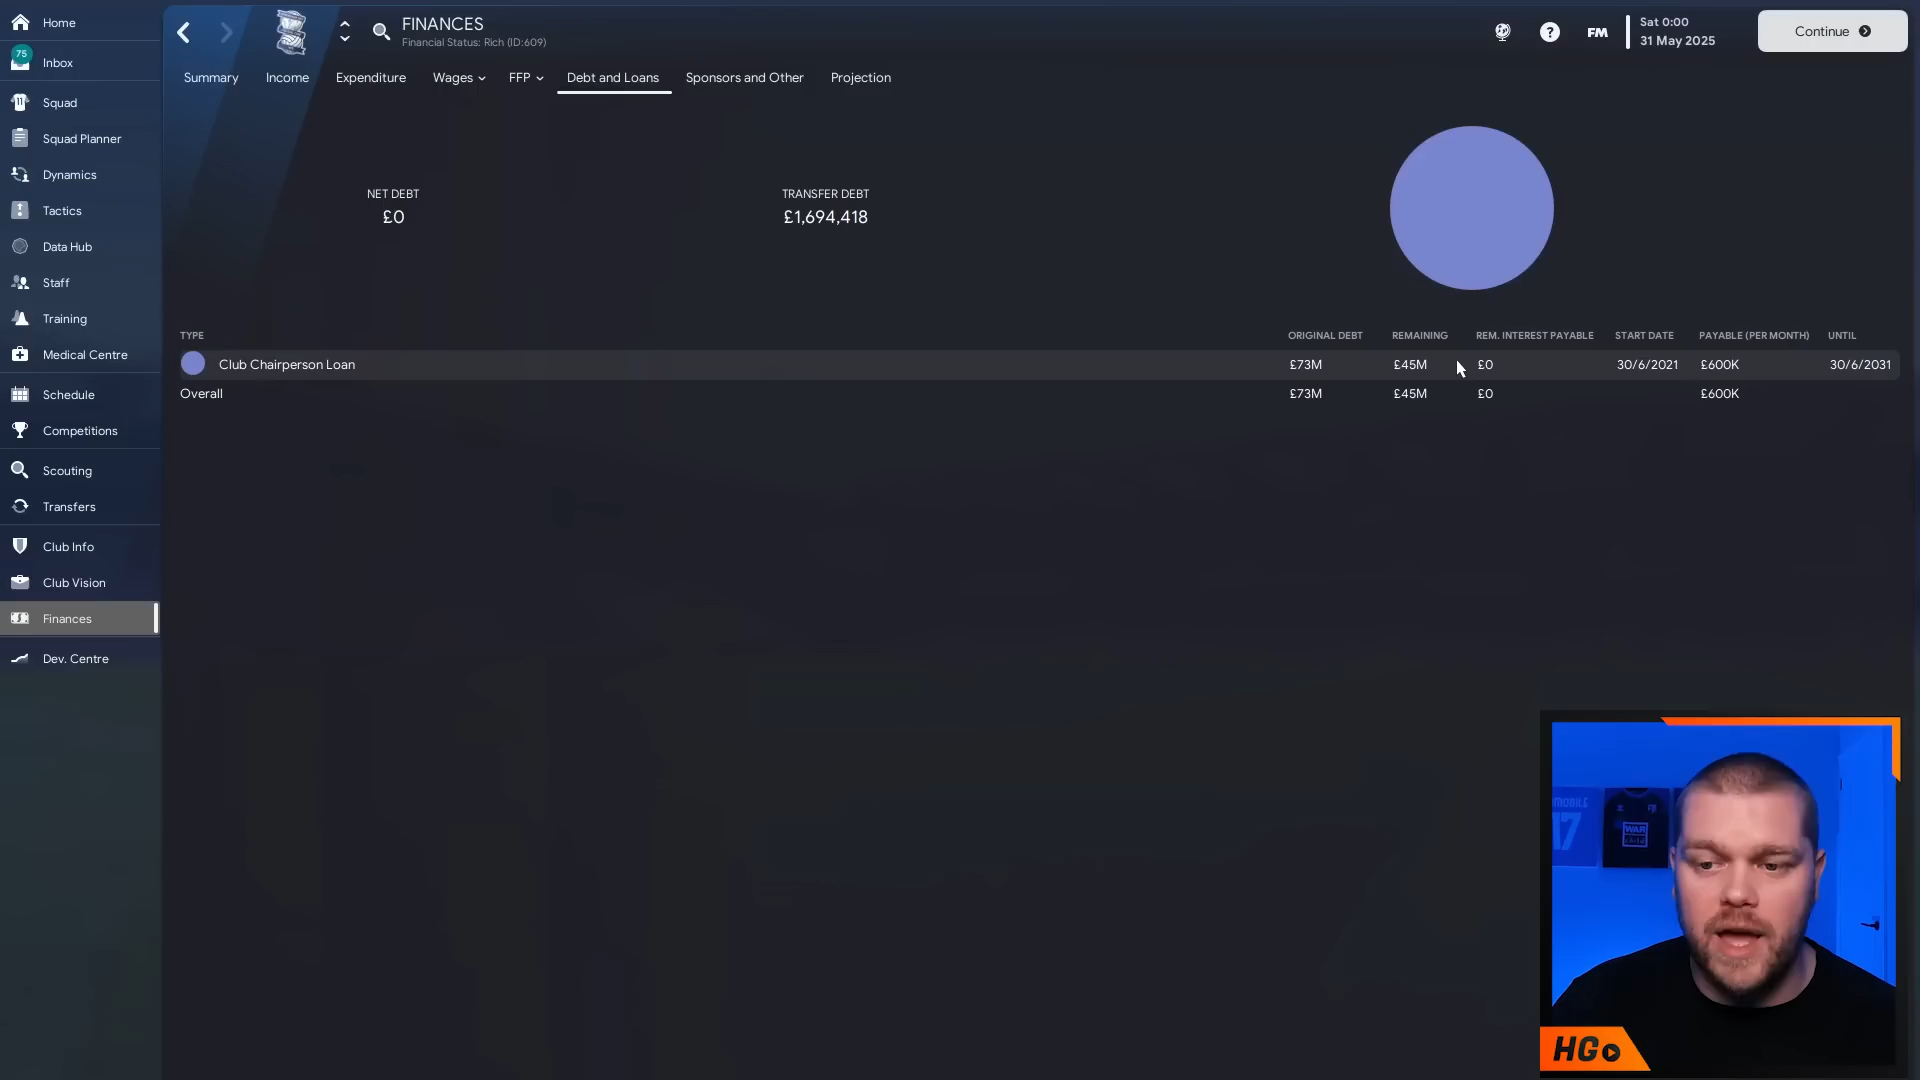 Home
75
Inbox
Squad
Squad Planner
Dynamics
Tactics
Data Hub
Staff
Training
Medical Centre
Schedule
Competitions
Scouting
Transfers
Club Info
Club Vision
Finances
Dev. Centre
FINANCES
Financial Status: Rich (ID:609)
?
FM
Sat 0:00
31 May 2025
Continue
Summary Income Expenditure Wages FFP Debt and Loans Sponsors and Other Projection
NET DEBT
£0
TRANSFER DEBT
£1,694,418
TYPE ORIGINAL DEBT REMAINING REM. INTEREST PAYABLE START DATE PAYABLE (PER MONTH) UNTIL
Club Chairperson Loan £73M £45M £0 30/6/2021 £600K 30/6/2031
Overall £73M £45M £0 £600K
MOBILE
17
WAR
HG